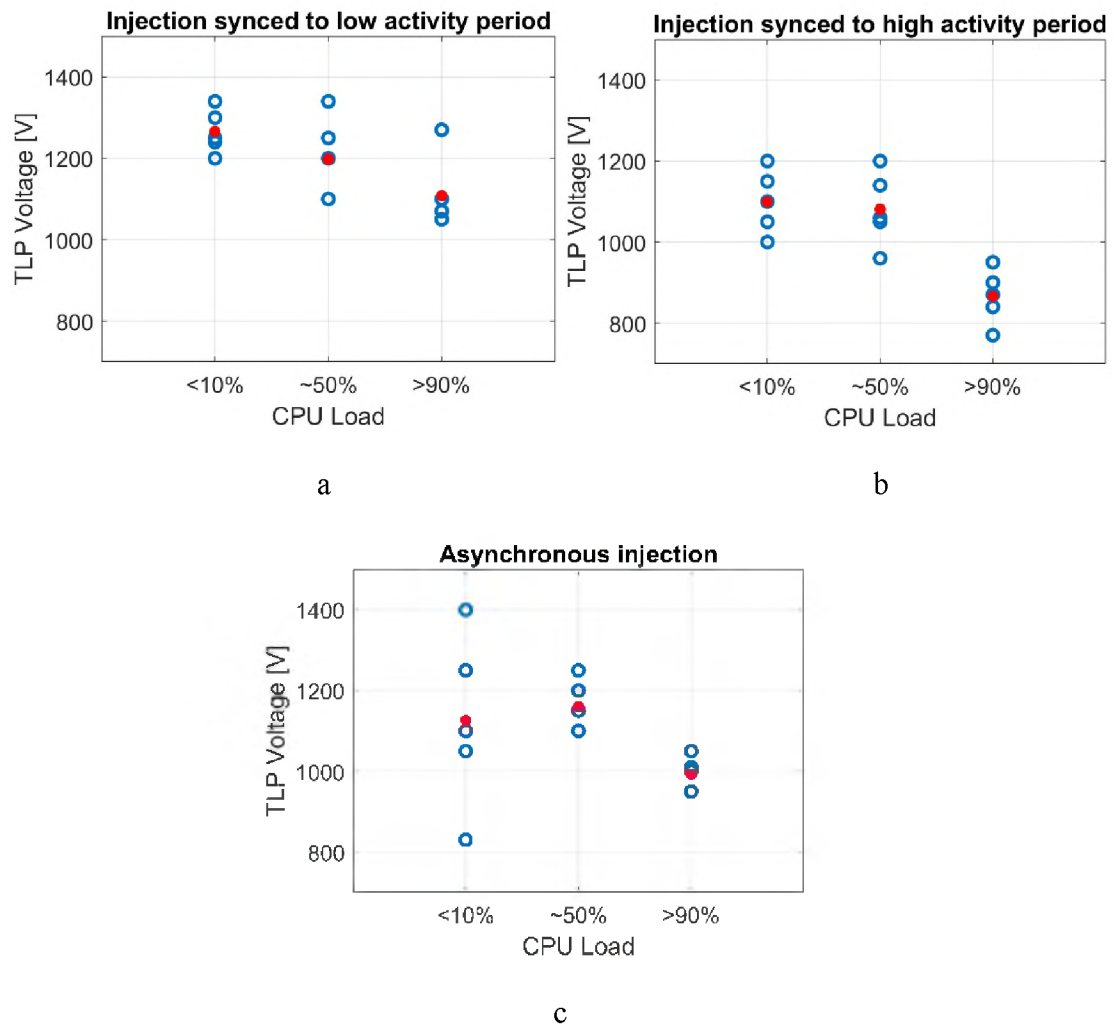 Injection synced to low activity period
TLP Voltage [V]
1400
1200
1000
800
<10% ~50% >90%
CPU Load
a
Injection synced to high activity period
TLP Voltage [V]
1400
1200
1000
800
<10% ~50% >90%
CPU Load
b
Asynchronous injection
TLP Voltage [V]
1400
1200
1000
800
<10% ~50% >90%
CPU Load
c